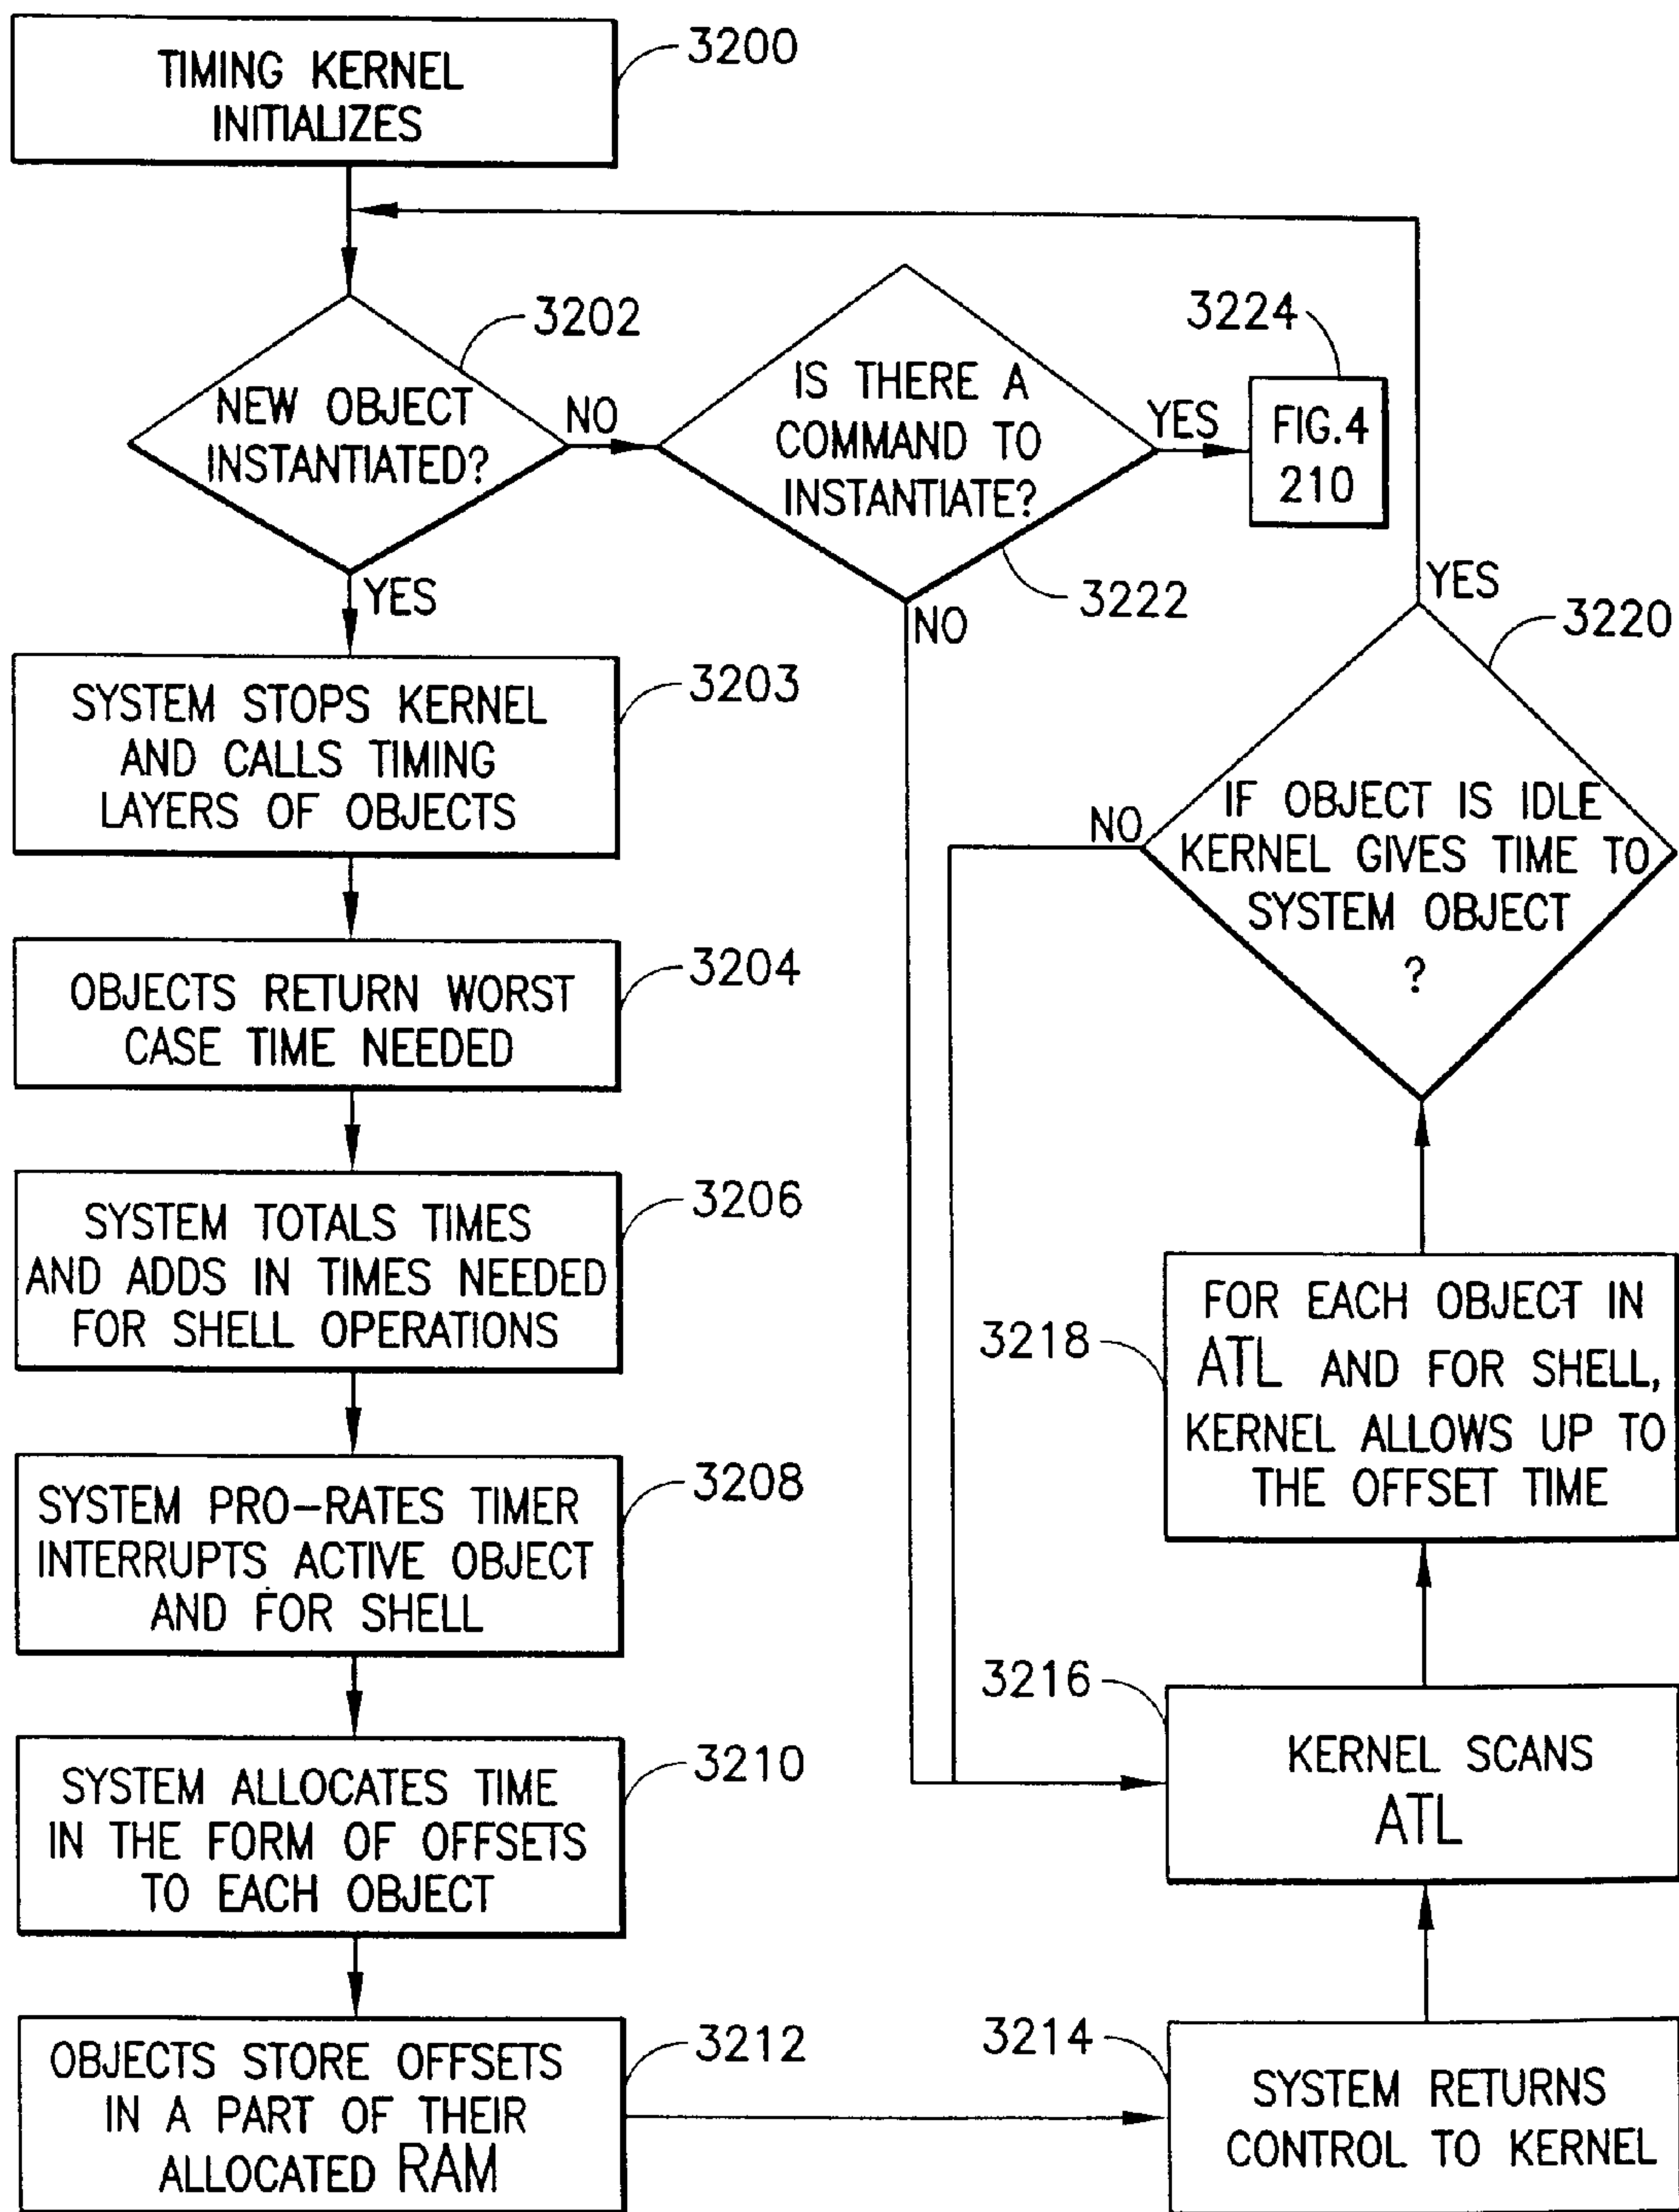 TIMING KERNEL
INITIALIZES
3200
NEW OBJECT
INSTANTIATED?
3202
NO
YES
IS THERE A
COMMAND TO
INSTANTIATE?
3222
YES
NO
3224
FIG.4
210
SYSTEM STOPS KERNEL
AND CALLS TIMING
LAYERS OF OBJECTS
3203
OBJECTS RETURN WORST
CASE TIME NEEDED
3204
SYSTEM TOTALS TIMES
AND ADDS IN TIMES NEEDED
FOR SHELL OPERATIONS
3206
SYSTEM PRO-RATES TIMER
INTERRUPTS ACTIVE OBJECT
AND FOR SHELL
3208
SYSTEM ALLOCATES TIME
IN THE FORM OF OFFSETS
TO EACH OBJECT
3210
OBJECTS STORE OFFSETS
IN A PART OF THEIR
ALLOCATED RAM
3212
3214
SYSTEM RETURNS
CONTROL TO KERNEL
3216
KERNEL SCANS
ATL
3218
FOR EACH OBJECT IN
ATL AND FOR SHELL,
KERNEL ALLOWS UP TO
THE OFFSET TIME
YES
3220
NO
IF OBJECT IS IDLE
KERNEL GIVES TIME TO
SYSTEM OBJECT
?